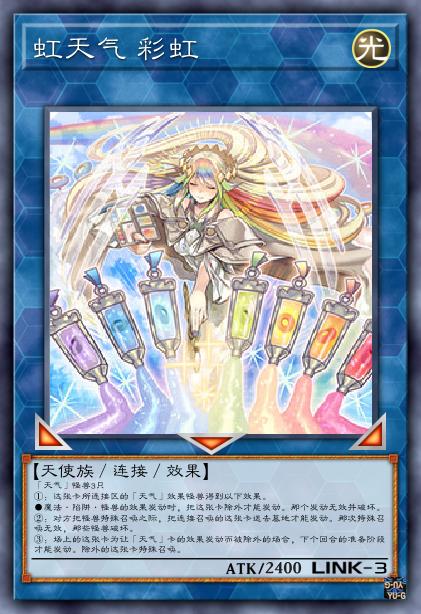 虹天气 彩虹
光
【天使族/连接/效果】
「天气」怪兽3只
①：这张卡所连接区的「天气」效果怪兽得到以下效果。
●魔法·陷阱·怪兽的效果发动时，把这张卡除外才能发动。那个发动无效并破坏。
②：对方把怪兽特殊召唤之际，把连接召唤的这张卡送去墓地才能发动。那次特殊召
唤无效，那些怪兽破坏。
③：场上的这张卡为让「天气」卡的效果发动而被除外的场合，下个回合的准备阶段
才能发动。除外的这张卡特殊召唤。
ATK/2400 LINK-3